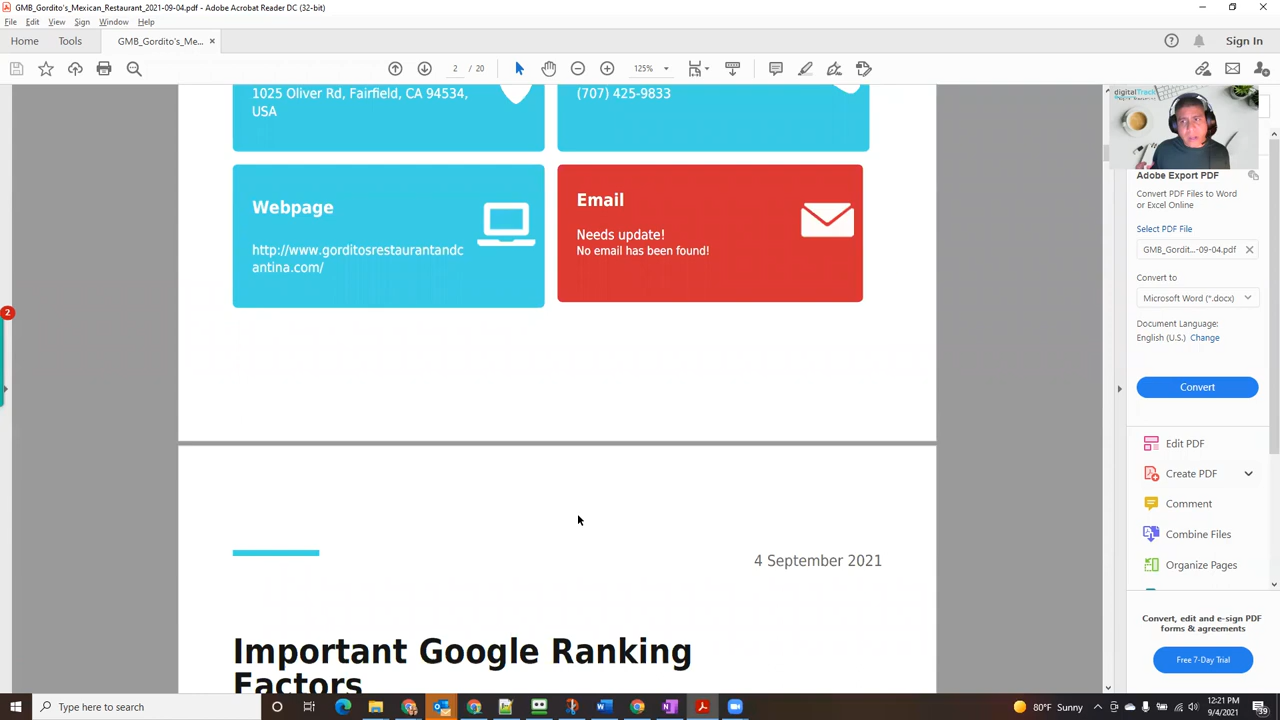 GMB_Gordito's_Mexican_Restaurant_2021-09-04.pdf - Adobe Acrobat Reader DC (32-bit)
File Edit View Sign Window Help
Home Tools GMB_Gordito's_Me... × Sign In
2 / 20 125%
1025 Oliver Rd, Fairfield, CA 94534,
USA
(707) 425-9833
Webpage
http://www.gorditosrestaurantandc
antina.com/
Email
Needs update!
No email has been found!
4 September 2021
Important Google Ranking
Factors
2
digitalTrack
Adobe Export PDF
Convert PDF Files to Word
or Excel Online
Select PDF File
GMB_Gordit...-09-04.pdf
Convert to
Microsoft Word (*.docx)
Document Language:
English (U.S.) Change
Convert
Edit PDF
Create PDF
Comment
Combine Files
Organize Pages
Convert, edit and e-sign PDF
forms & agreements
Free 7-Day Trial
Type here to search
80°F Sunny
12:21 PM
9/4/2021
39